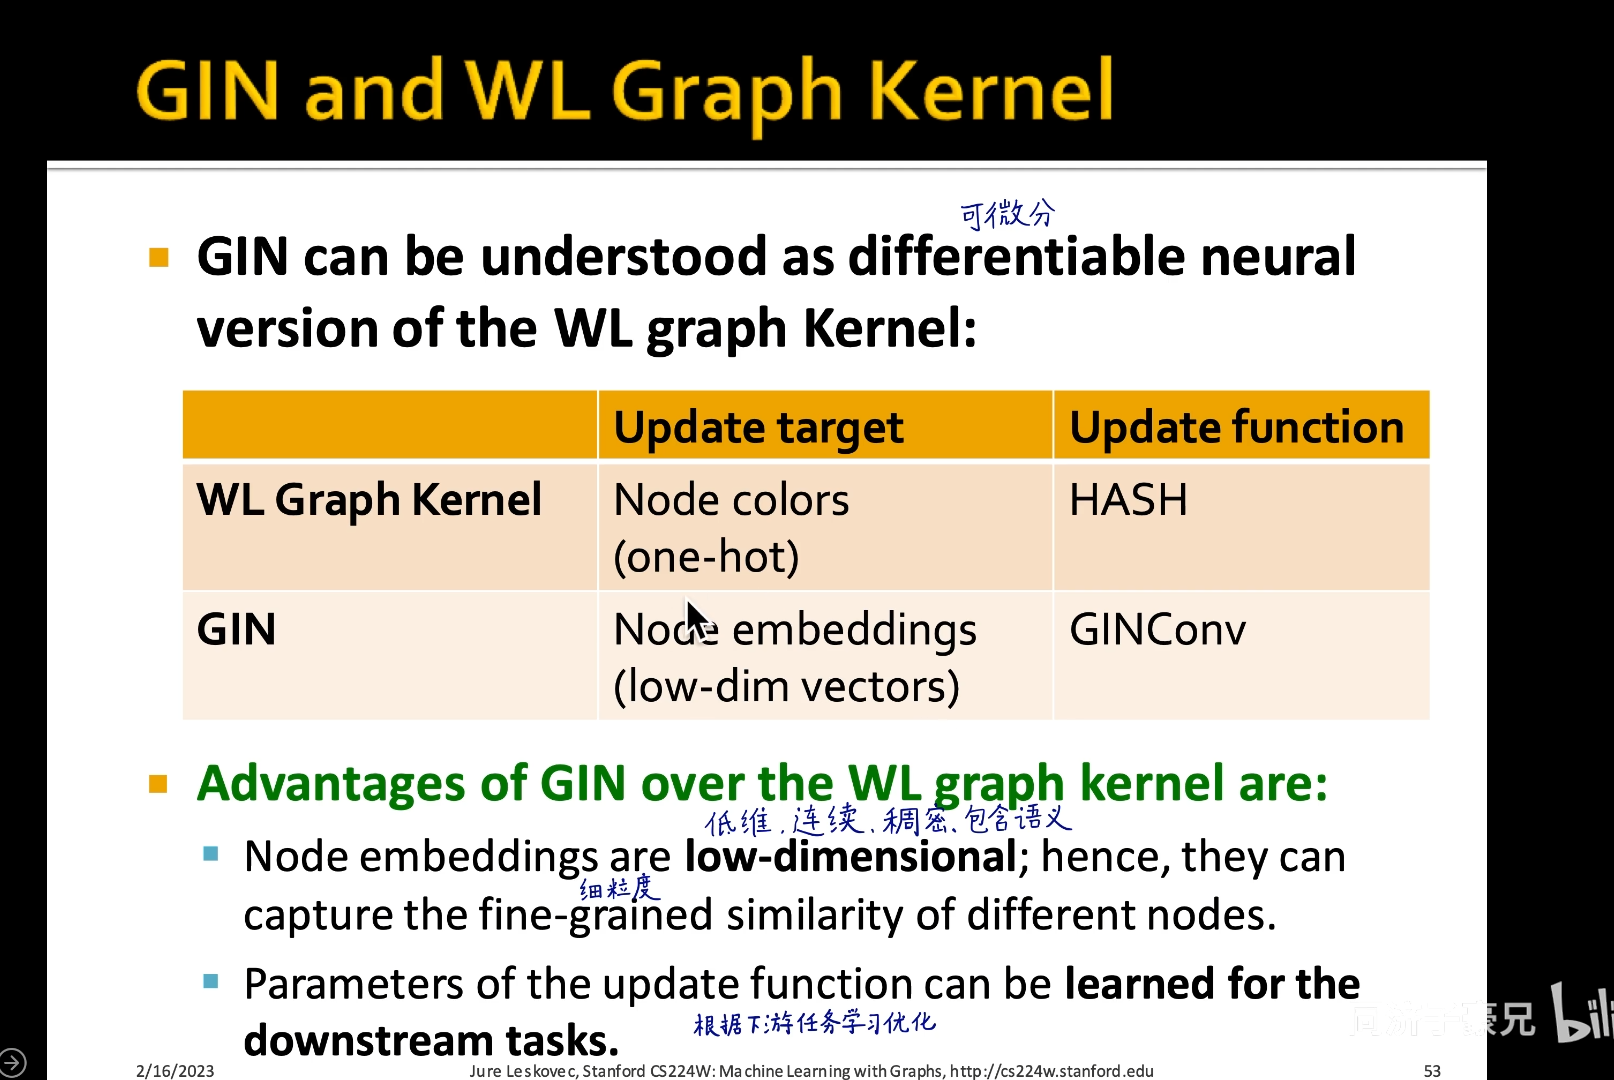 GIN and WL Graph Kernel
可微分
GIN can be understood as differentiable neural
version of the WL graph Kernel:
Update target Update function
WL Graph Kernel Node colors HASH
(one-hot)
GIN Node embeddings GINConv
(low-dim vectors)
Advantages of GIN over the WL graph kernel are:
低维、连续、稠密、包含语义
Node embeddings are low-dimensional; hence, they can
细粒度
capture the fine-grained similarity of different nodes.
Parameters of the update function can be learned for the
根据下游任务学习优化
downstream tasks.
2/16/2023 Jure Leskovec, Stanford CS224W: Machine Learning with Graphs, http://cs224w.stanford.edu 53